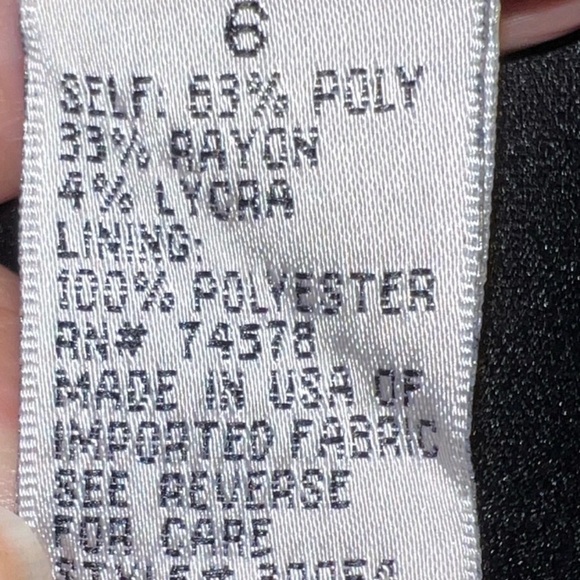 6
SELF: 63% POLY
33% RAYON
4% LYCRA
LINING:
100% POLYESTER
RN# 74578
MADE IN USA OF
IMPORTED FABRIC
SEE REVERSE
FOR CARE
STYLE#